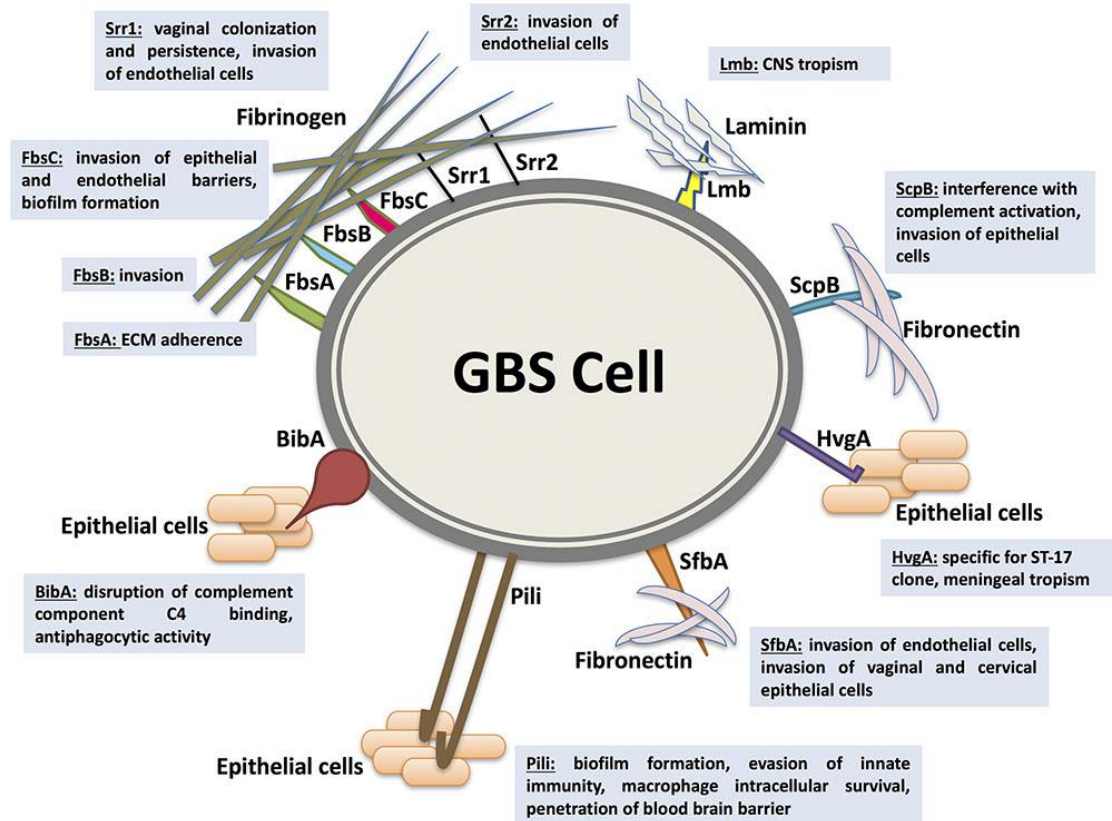 Srr1: vaginal colonization
and persistence, invasion
of endothelial cells
Srr2: invasion of
endothelial cells
Lmb: CNS tropism
Fibrinogen
Laminin
FbsC: invasion of epithelial
and endothelial barriers,
biofilm formation
Srr1
Srr2
Lmb
ScpB: interference with
complement activation,
invasion of epithelial
cells
FbsC
FbsB
FbsA
FbsB: invasion
FbsA: ECM adherence
ScpB
Fibronectin
GBS Cell
BibA
HvgA
Epithelial cells
Epithelial cells
BibA: disruption of complement
component C4 binding,
antiphagocytic activity
HvgA: specific for ST-17
clone, meningeal tropism
Pili
SfbA
Fibronectin
SfbA: invasion of endothelial cells,
invasion of vaginal and cervical
epithelial cells
Epithelial cells
Pili: biofilm formation, evasion of innate
immunity, macrophage intracellular survival,
penetration of blood brain barrier